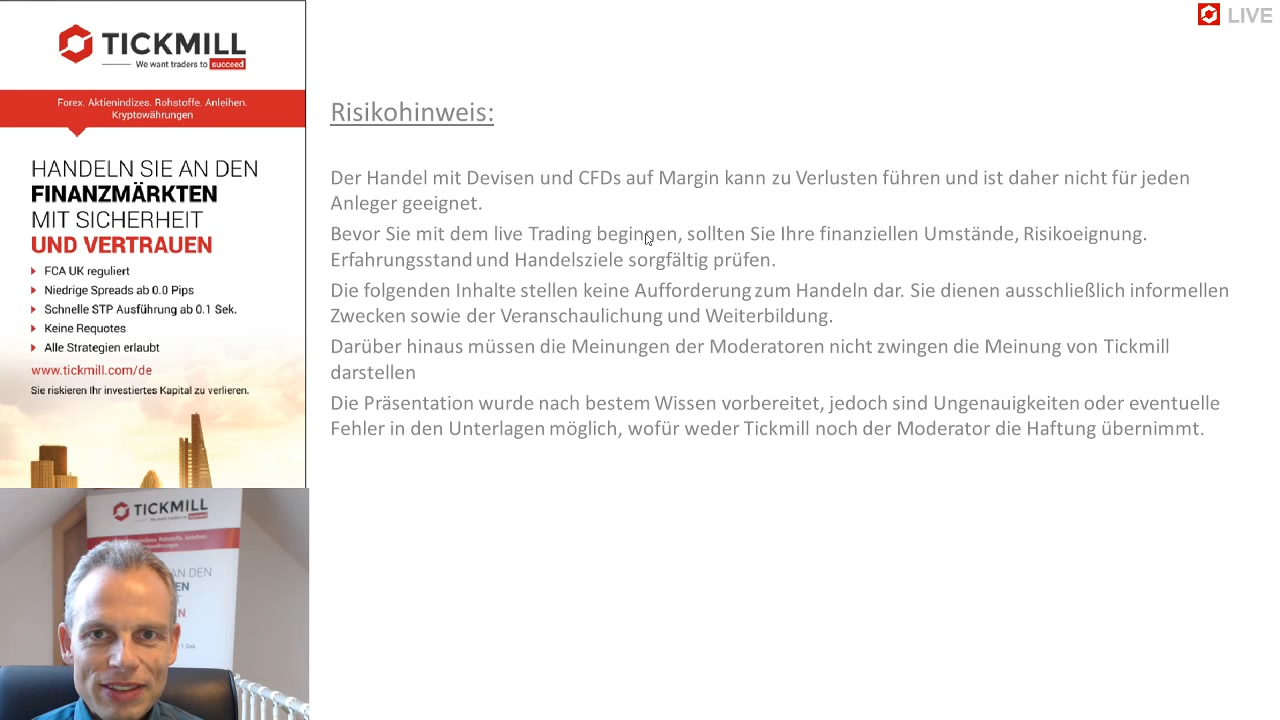 TICKMILL
We want traders to succeed
Forex. Aktienindizes. Rohstoffe. Anleihen.
Kryptowährungen
HANDELN SIE AN DEN
FINANZMÄRKTEN
MIT SICHERHEIT
UND VERTRAUEN
FCA UK reguliert
Niedrige Spreads ab 0.0 Pips
Schnelle STP Ausführung ab 0.1 Sek.
Keine Requotes
Alle Strategien erlaubt
www.tickmill.com/de
Sie riskieren Ihr investiertes Kapital zu verlieren.
LIVE
Risikohinweis:
Der Handel mit Devisen und CFDs auf Margin kann zu Verlusten führen und ist daher nicht für jeden
Anleger geeignet.
Bevor Sie mit dem live Trading beginnen, sollten Sie Ihre finanziellen Umstände, Risikoeignung.
Erfahrungsstand und Handelsziele sorgfältig prüfen.
Die folgenden Inhalte stellen keine Aufforderung zum Handeln dar. Sie dienen ausschließlich informellen
Zwecken sowie der Veranschaulichung und Weiterbildung.
Darüber hinaus müssen die Meinungen der Moderatoren nicht zwingen die Meinung von Tickmill
darstellen
Die Präsentation wurde nach bestem Wissen vorbereitet, jedoch sind Ungenauigkeiten oder eventuelle
Fehler in den Unterlagen möglich, wofür weder Tickmill noch der Moderator die Haftung übernimmt.
TICKMILL
We want traders to succeed
AN DEN
EN